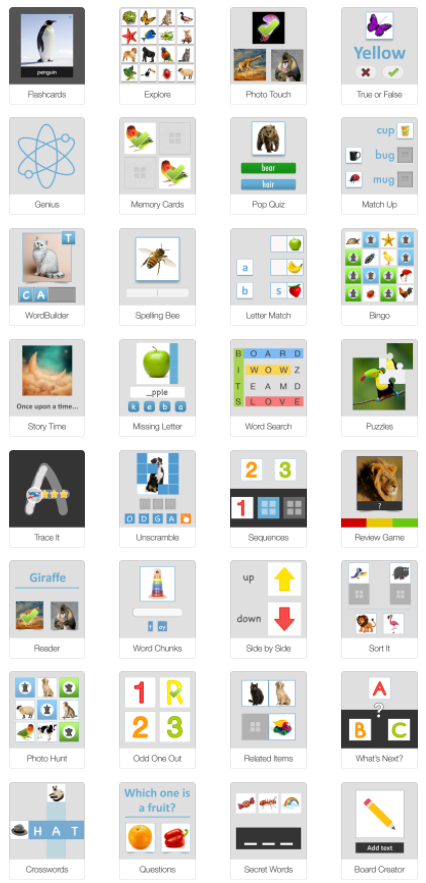 penguin
Flashcards
Explore
Photo Touch
Yellow
True or False
Genius
Memory Cards
bear
hair
Pop Quiz
cup
bug
mug
Match Up
T
C A
WordBuilder
Spelling Bee
a
b s
Letter Match
Bingo
Once upon a time...
Story Time
_pple
k e b a
Missing Letter
B O A R D
I W O W Z
T E A M D
S L O V E
Word Search
Puzzles
A
Trace It
O D G A
Unscramble
2 3
1
Sequences
?
Review Game
Giraffe
Reader
Word Chunks
up
down
Side by Side
Sort It
Photo Hunt
1 R
2 3
Odd One Out
Related Items
A
?
B C
What's Next?
H A T
Crosswords
Which one is
a fruit?
Questions
Secret Words
Add text
Board Creator